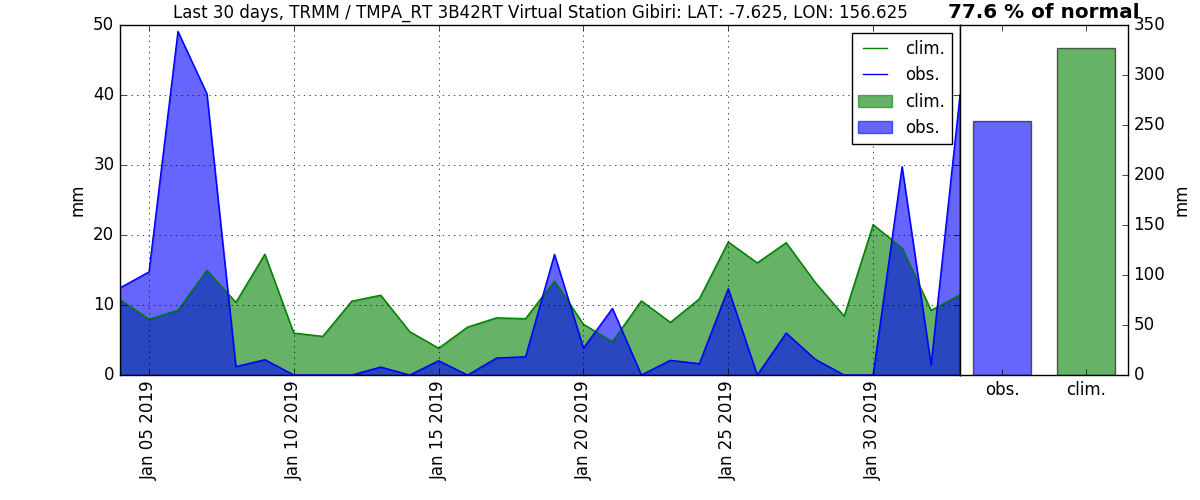 Last 30 days, TRMM / TMPA_RT 3B42RT Virtual Station Gibiri: LAT: -7.625, LON: 156.625
77.6 % of normal
50
40
30
20
10
0
mm
clim.
obs.
clim.
obs.
350
300
250
200
150
100
50
0
mm
Jan 05 2019
Jan 10 2019
Jan 15 2019
Jan 20 2019
Jan 25 2019
Jan 30 2019
obs.
clim.